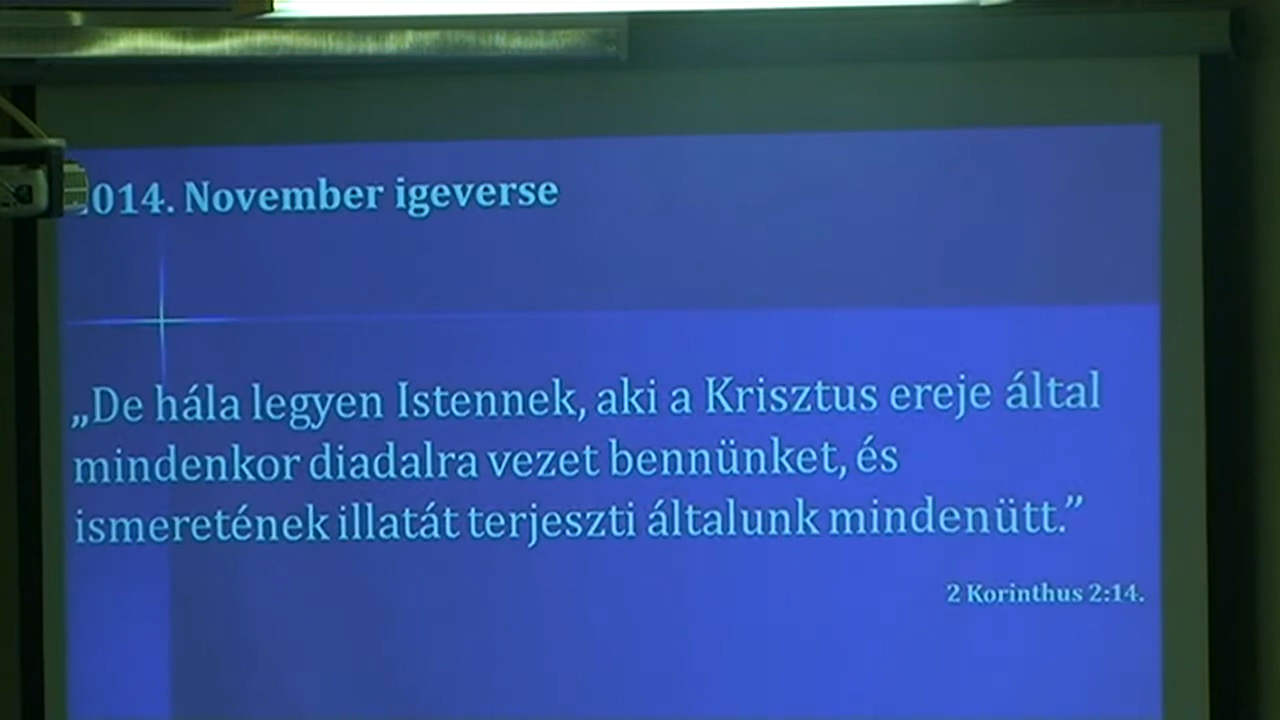 2014. November igeverse
„De hála legyen Istennek, aki a Krisztus ereje által
mindenkor diadalra vezet bennünket, és
ismeretének illatát terjeszti általunk mindenütt.”
2 Korinthus 2:14.